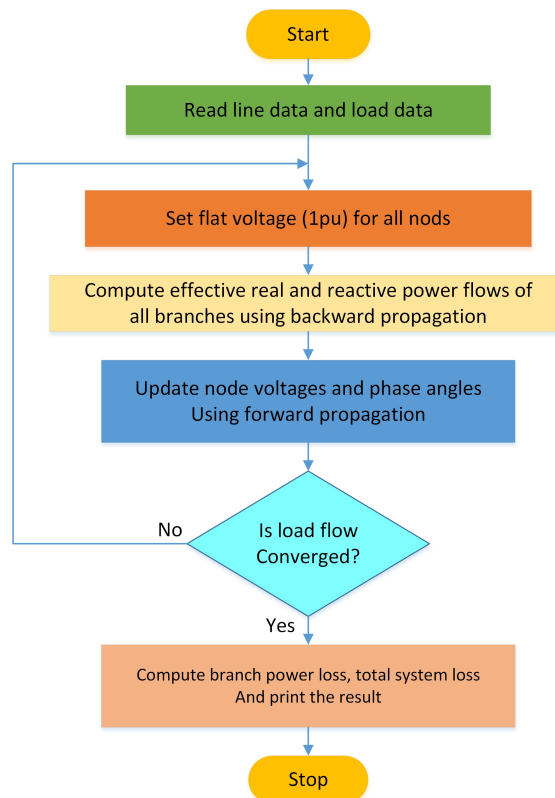 Start
Read line data and load data
Set flat voltage (1pu) for all nods
Compute effective real and reactive power flows of
all branches using backward propagation
Update node voltages and phase angles
Using forward propagation
Is load flow
Converged?
No
Yes
Compute branch power loss, total system loss
And print the result
Stop